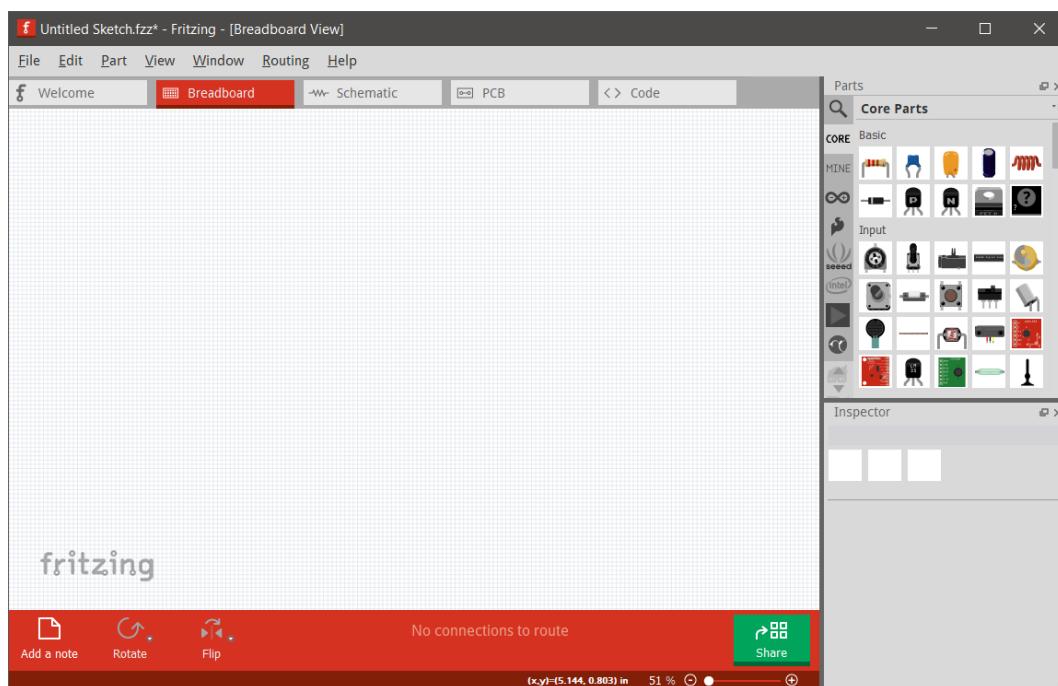 Untitled Sketch.fzz* - Fritzing - [Breadboard View]
File Edit Part View Window Routing Help
Welcome Breadboard Schematic PCB <> Code
Parts
Core Parts
CORE
Basic
MINE
P N
?
Input
seeed
intel
Inspector
fritzing
No connections to route
Add a note Rotate Flip Share
(x,y)=(5.144, 0.803) in 51 %